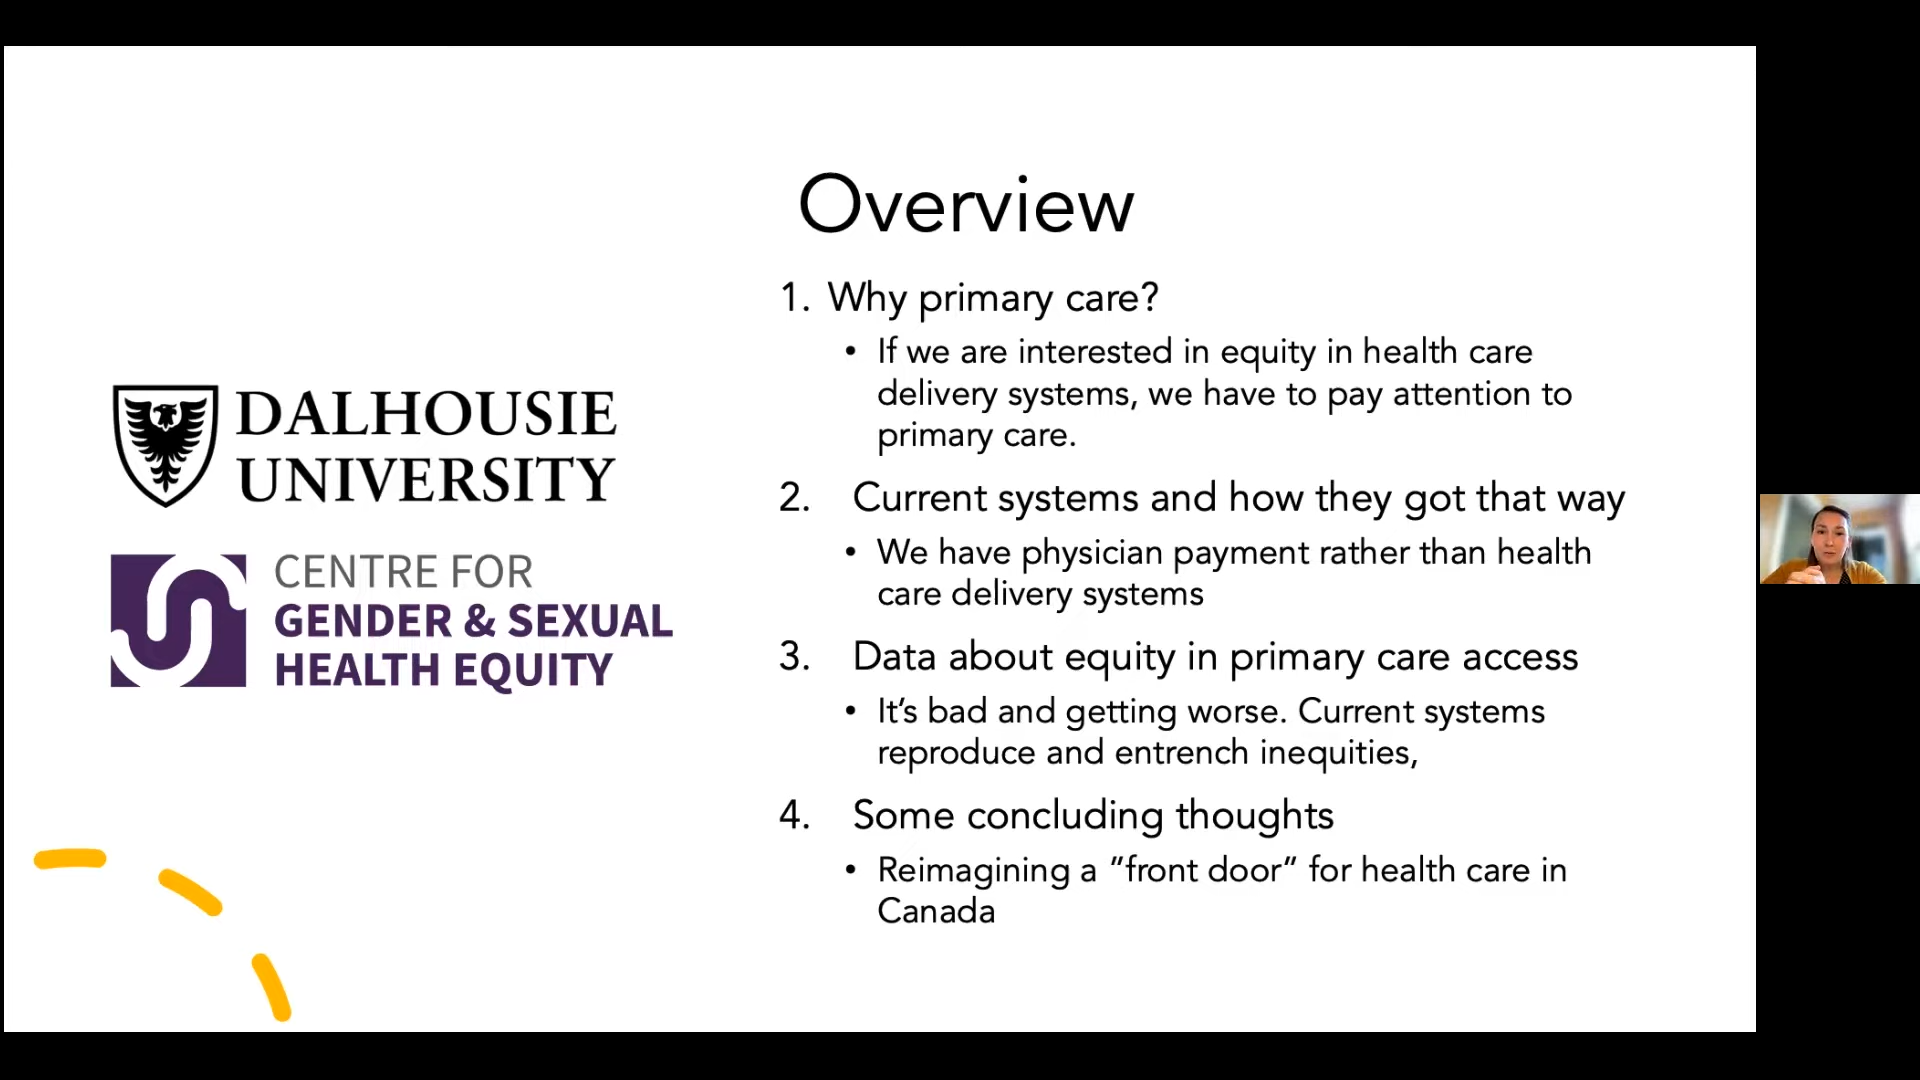 Overview
1. Why primary care?
• If we are interested in equity in health care
delivery systems, we have to pay attention to
primary care.
2. Current systems and how they got that way
• We have physician payment rather than health
care delivery systems
3. Data about equity in primary care access
• It’s bad and getting worse. Current systems
reproduce and entrench inequities,
4. Some concluding thoughts
• Reimagining a ”front door” for health care in
Canada
DALHOUSIE
UNIVERSITY
CENTRE FOR
GENDER & SEXUAL
HEALTH EQUITY